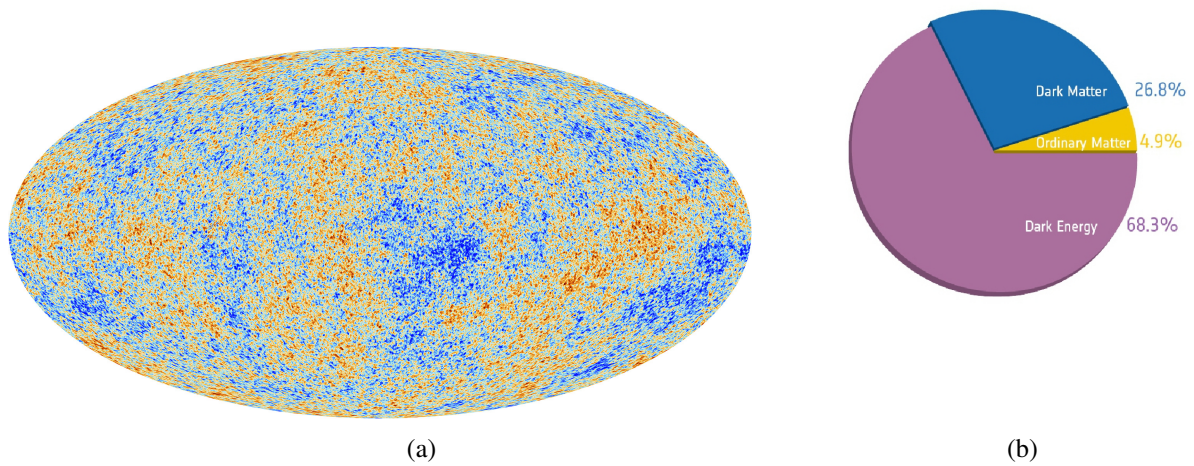 Dark Matter 26.8%
Ordinary Matter 4.9%
Dark Energy 68.3%
(a)
(b)